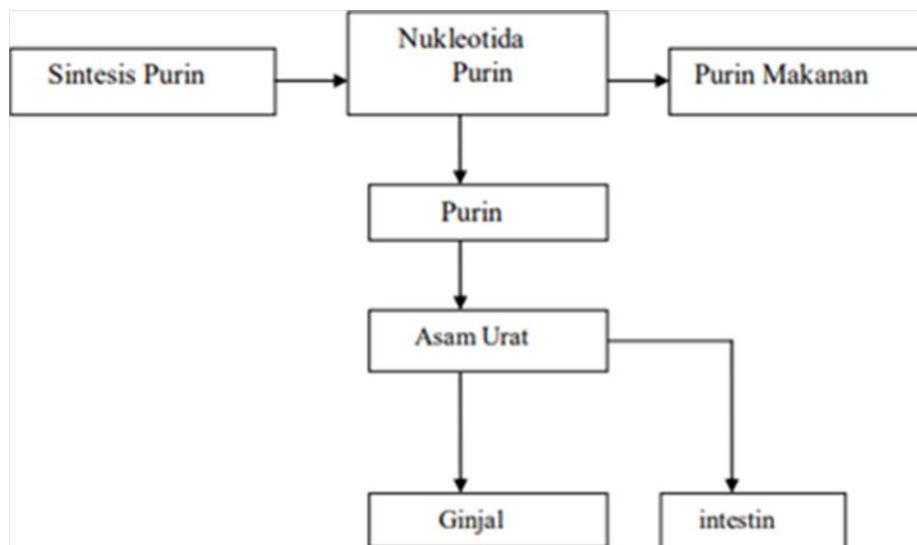 Sintesis Purin
Nukleotida
Purin
Purin Makanan
Purin
Asam Urat
Ginjal
intestin